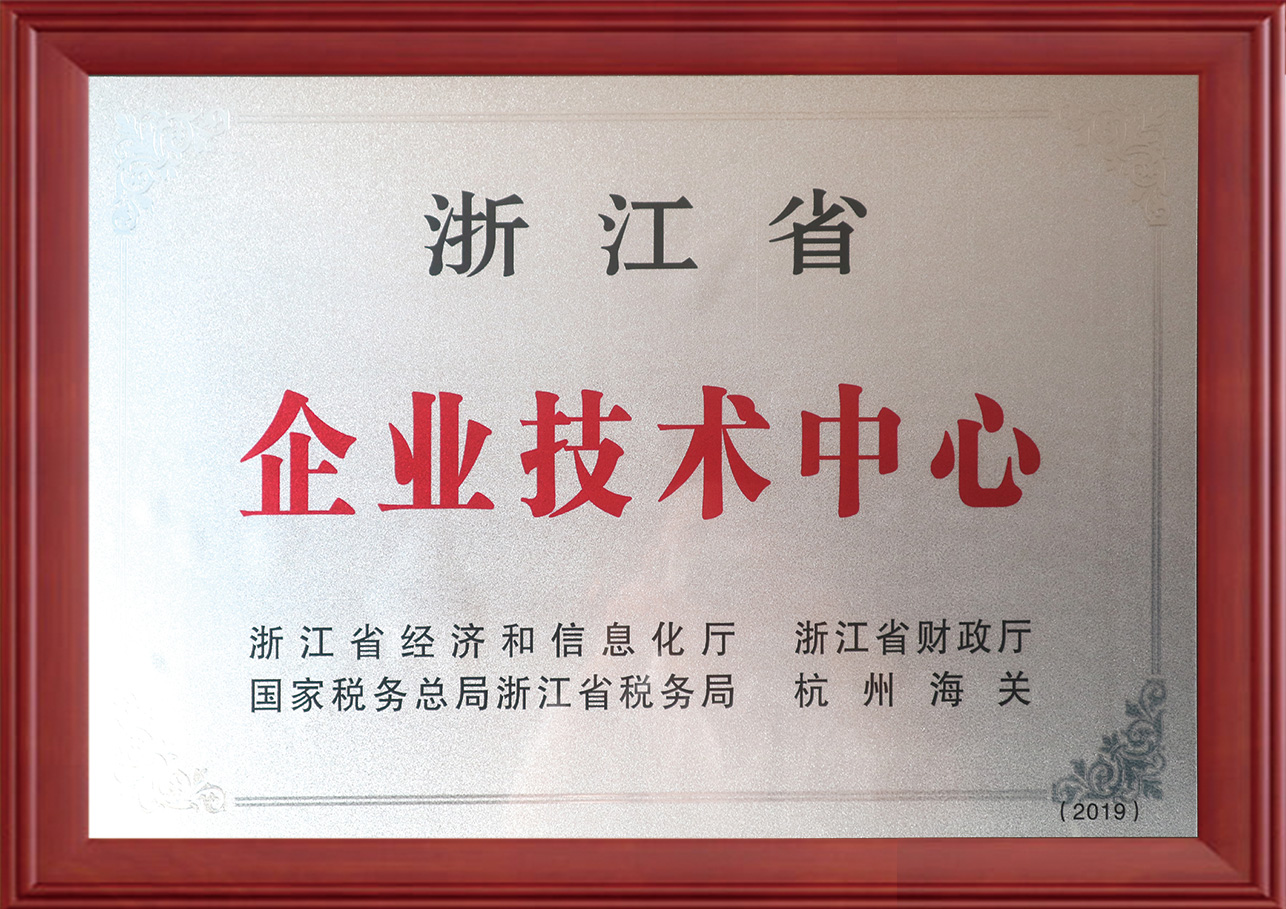 浙江省
企业技术中心
浙江省经济和信息化厅 浙江省财政厅
国家税务总局浙江省税务局 杭州海关
(2019)